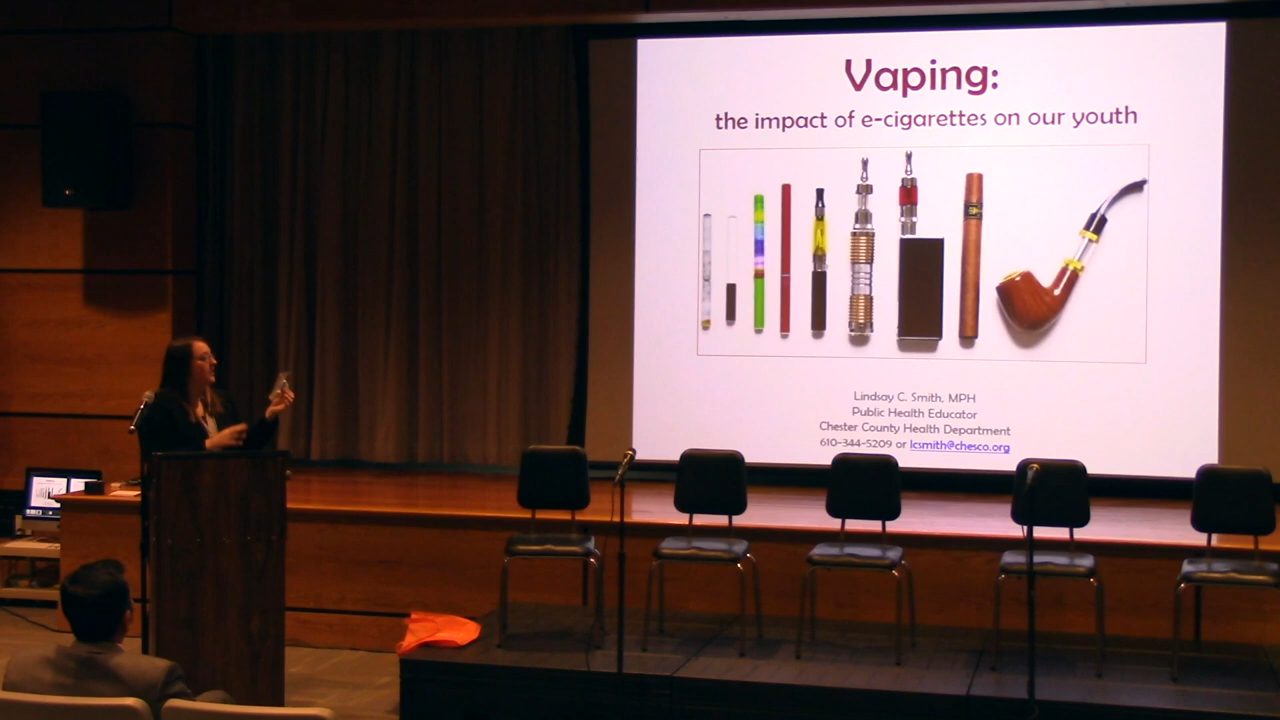 Vaping:
the impact of e-cigarettes on our youth
Lindsay C. Smith, MPH
Public Health Educator
Chester County Health Department
610-344-5209 or lcsmith@chesco.org